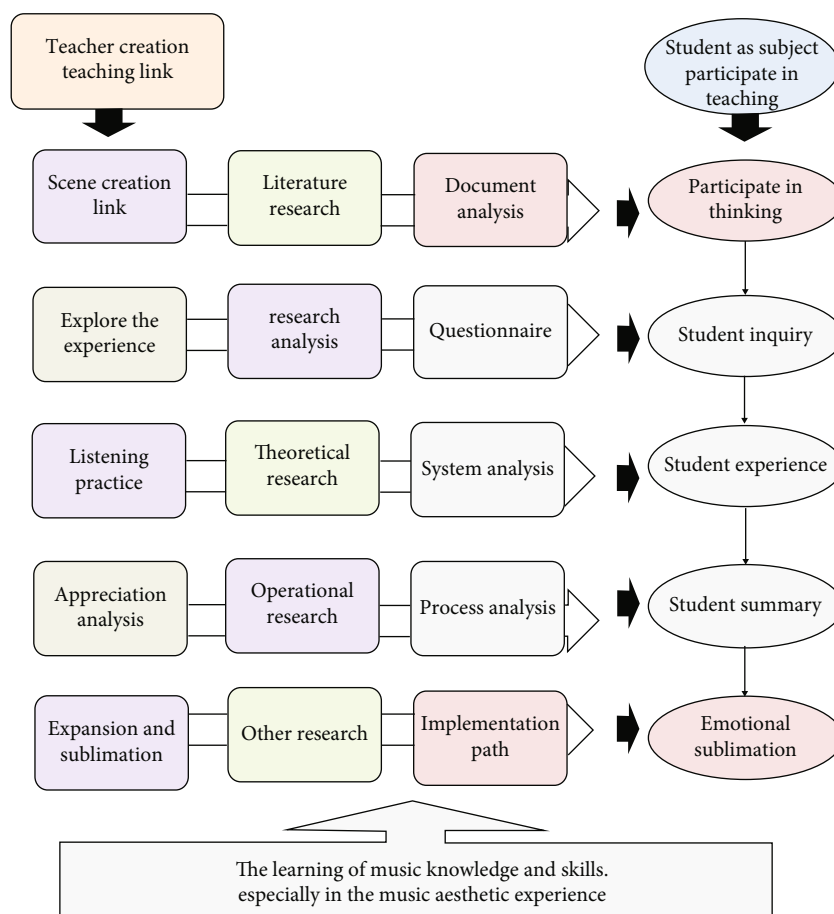 Teacher creation
teaching link
Student as subject
participate in
teaching
Scene creation
link
Literature
research
Document
analysis
Participate in
thinking
Explore the
experience
research
analysis
Questionnaire
Student inquiry
Listening
practice
Theoretical
research
System analysis
Student experience
Appreciation
analysis
Operational
research
Process analysis
Student summary
Expansion and
sublimation
Other research
Implementation
path
Emotional
sublimation
The learning of music knowledge and skills.
especially in the music aesthetic experience